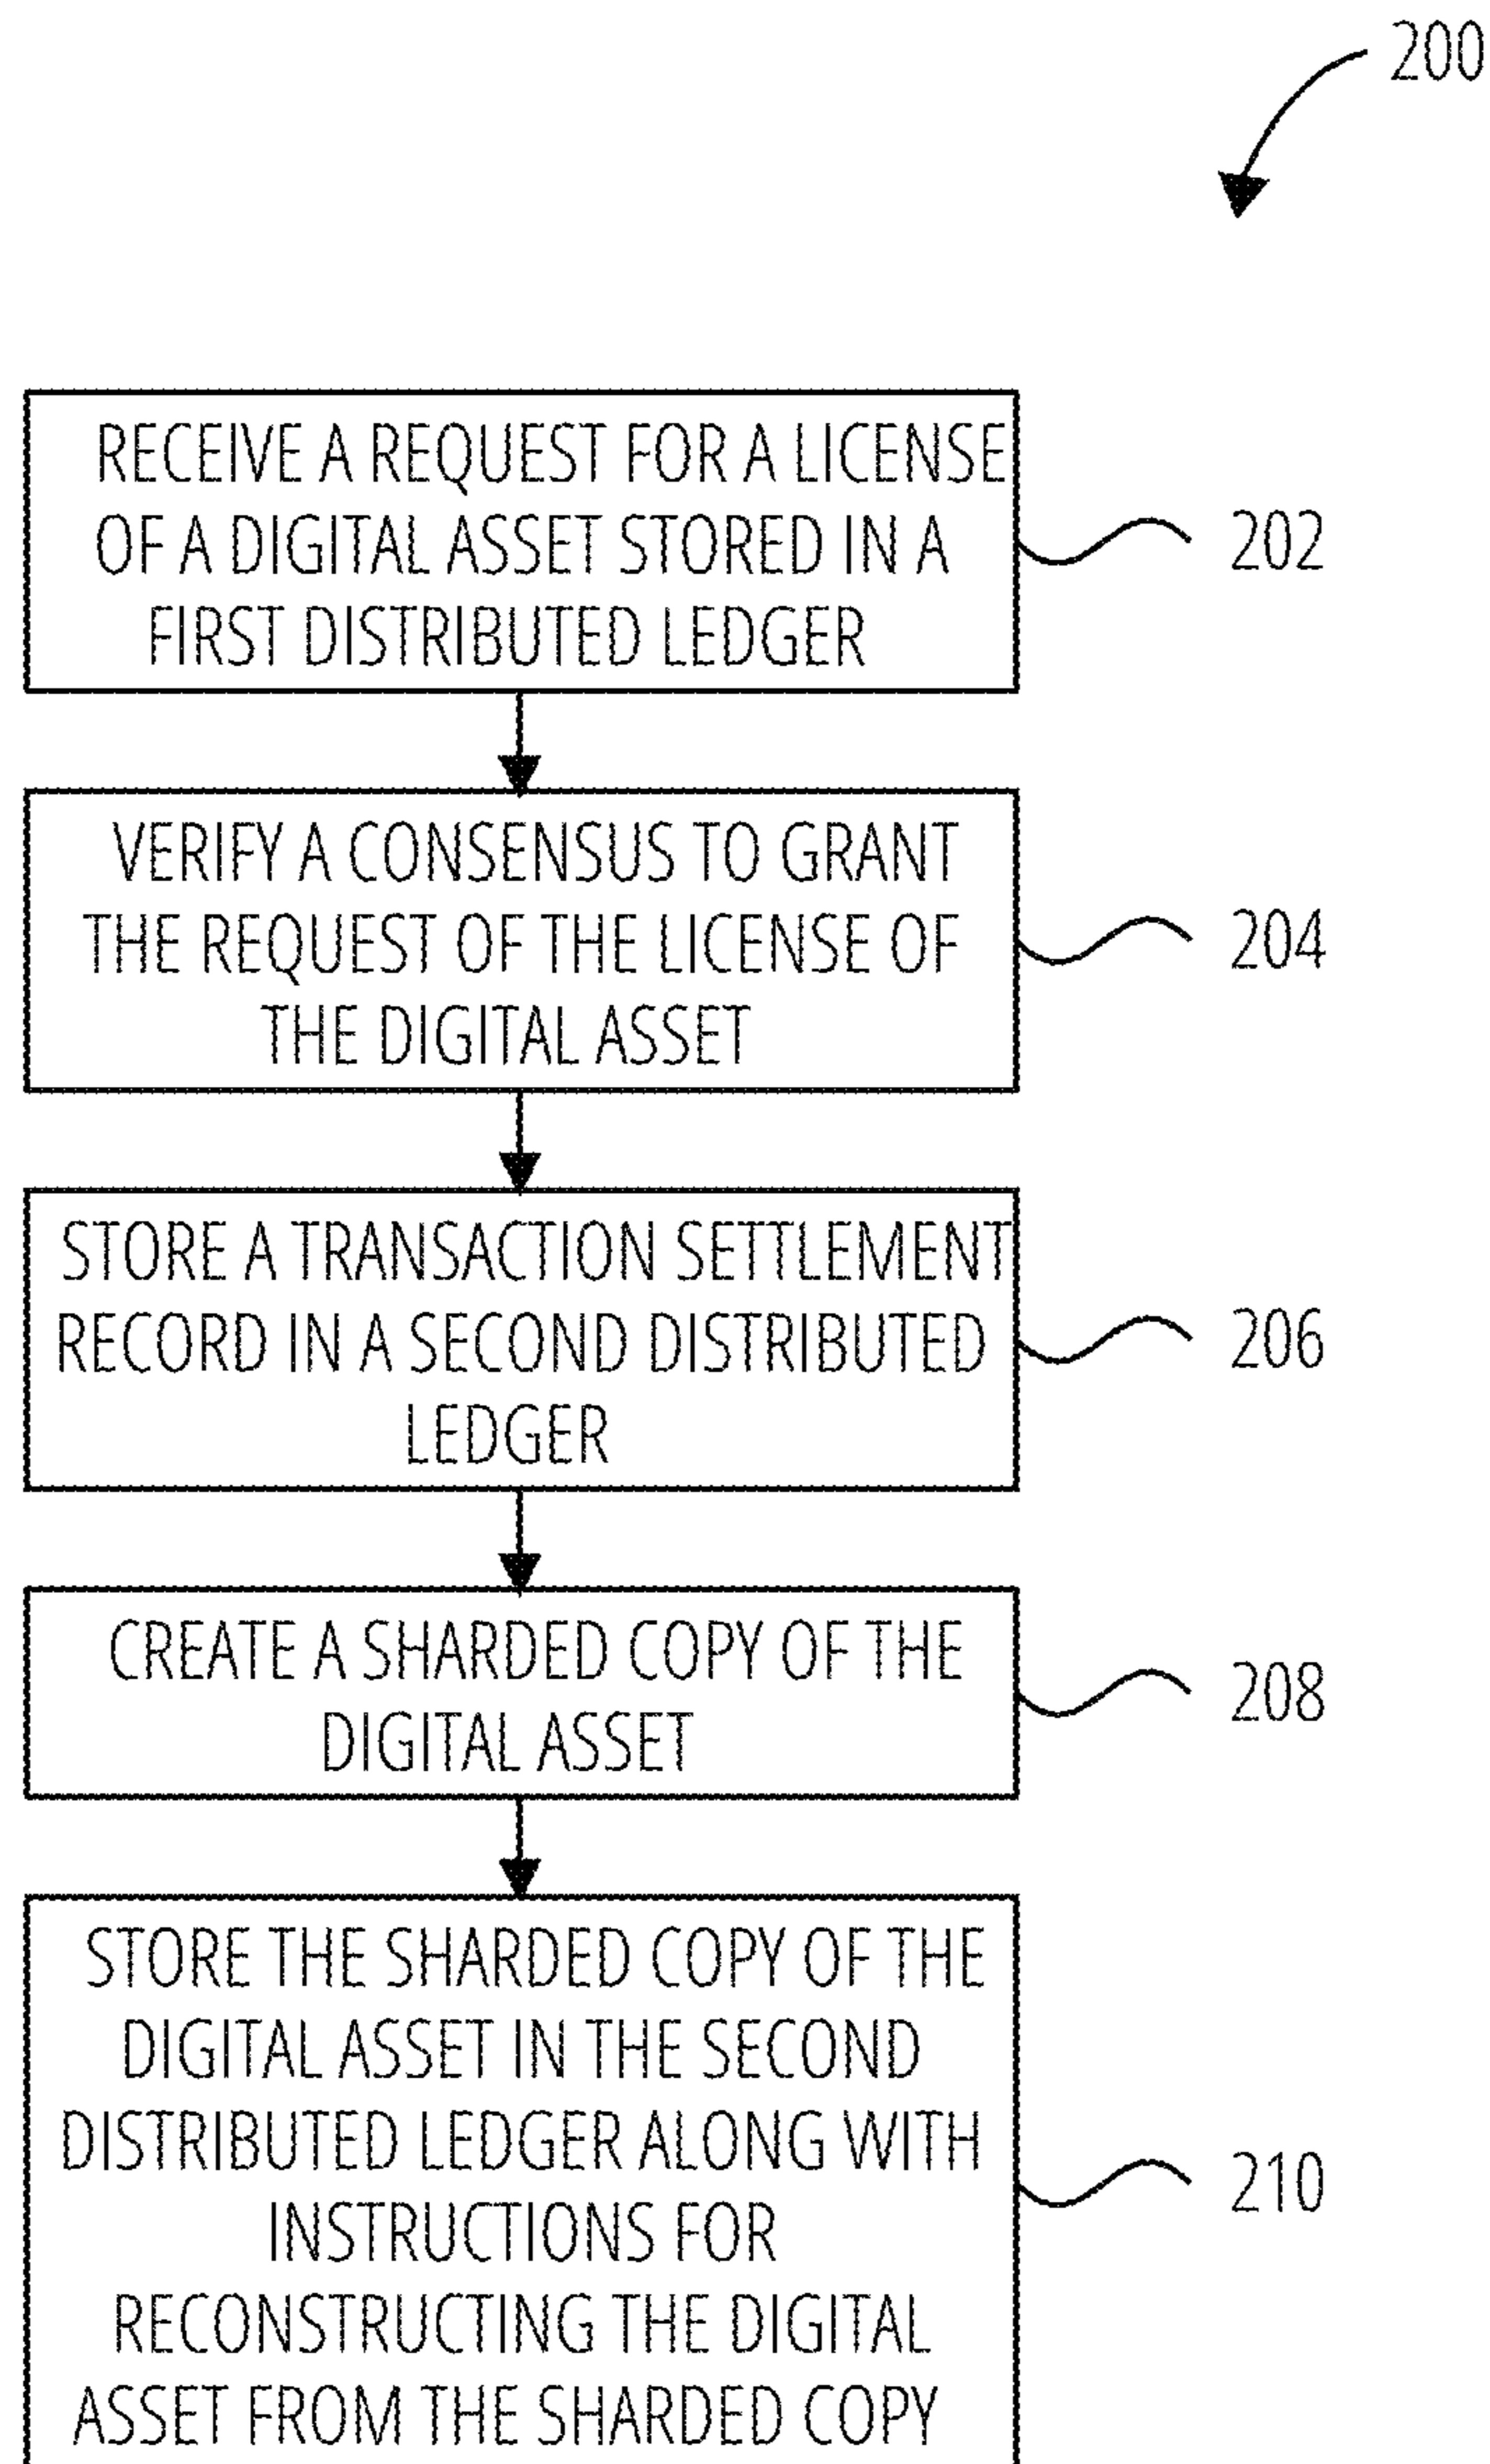 200
RECEIVE A REQUEST FOR A LICENSE
OF A DIGITAL ASSET STORED IN A
FIRST DISTRIBUTED LEDGER
202
VERIFY A CONSENSUS TO GRANT
THE REQUEST OF THE LICENSE OF
THE DIGITAL ASSET
204
STORE A TRANSACTION SETTLEMENT
RECORD IN A SECOND DISTRIBUTED
LEDGER
206
CREATE A SHARDED COPY OF THE
DIGITAL ASSET
208
STORE THE SHARDED COPY OF THE
DIGITAL ASSET IN THE SECOND
DISTRIBUTED LEDGER ALONG WITH
INSTRUCTIONS FOR
RECONSTRUCTING THE DIGITAL
ASSET FROM THE SHARDED COPY
210